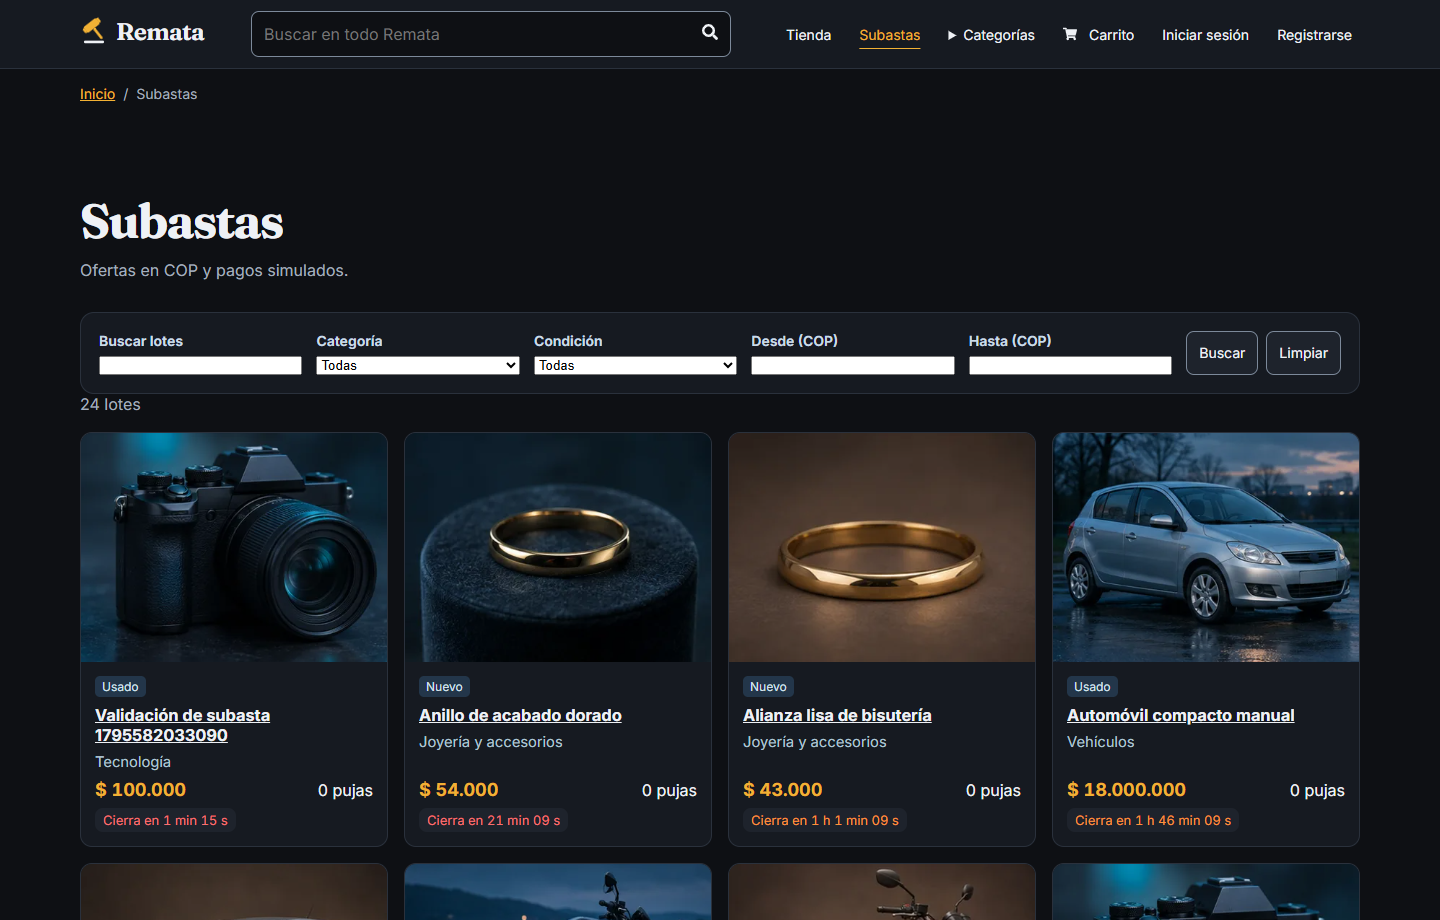 Remata
Buscar en todo Remata
Tienda
Subastas
Categorías
Carrito
Iniciar sesión
Registrarse
Inicio / Subastas
Subastas
Ofertas en COP y pagos simulados.
Buscar lotes
Categoría
Condición
Desde (COP)
Hasta (COP)
Todas
Todas
Buscar
Limpiar
24 lotes
Usado
Validación de subasta
1795582033090
Tecnología
$ 100.000
0 pujas
Cierra en 1 min 15 s
Nuevo
Anillo de acabado dorado
Joyería y accesorios
$ 54.000
0 pujas
Cierra en 21 min 09 s
Nuevo
Alianza lisa de bisutería
Joyería y accesorios
$ 43.000
0 pujas
Cierra en 1 h 1 min 09 s
Usado
Automóvil compacto manual
Vehículos
$ 18.000.000
0 pujas
Cierra en 1 h 46 min 09 s